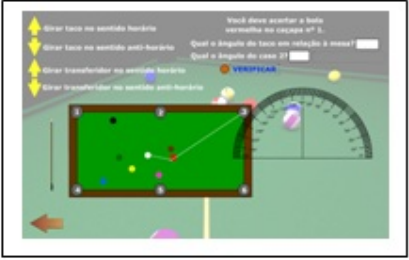 Girar taco no sentido horário
Girar taco no sentido anti-horário
Girar transferidor no sentido horário
Girar transferidor no sentido anti-horário
Você deve acertar a bola
vermelha na caçapa nº 1.
Qual o ângulo do taco em relação à mesa?
Qual o ângulo do caso 2?
VERIFICAR
1
2
3
4
5
6